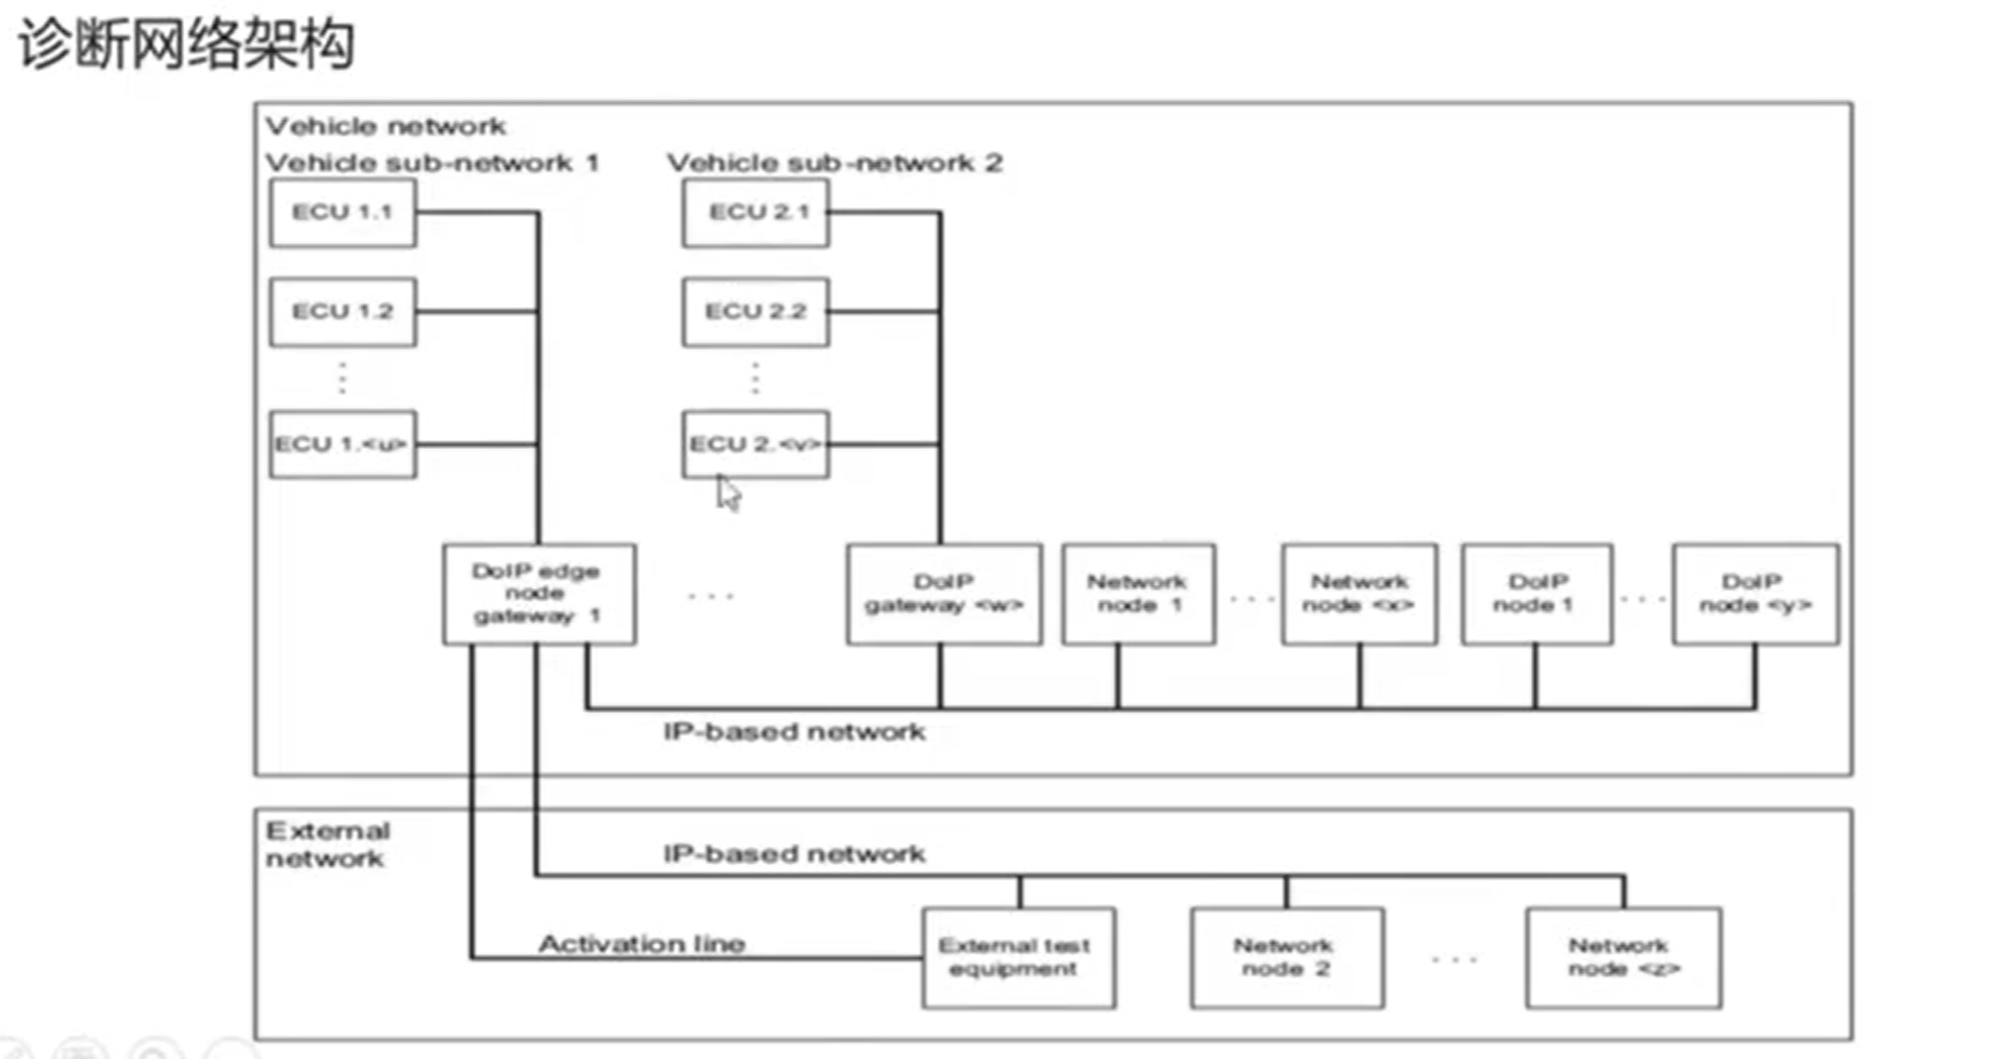 诊断网络架构
Vehicle network
Vehicle sub-network 1
Vehicle sub-network 2
ECU 1.1
ECU 2.1
ECU 1.2
ECU 2.2
ECU 1.<u>
ECU 2.<v>
DoIP edge
node
gateway 1
. . .
DoIP
gateway <w>
Network
node 1
. . .
Network
node <x>
DoIP
node 1
. . .
DoIP
node <y>
IP-based network
External
network
IP-based network
Activation line
External test
equipment
Network
node 2
. . .
Network
node <z>